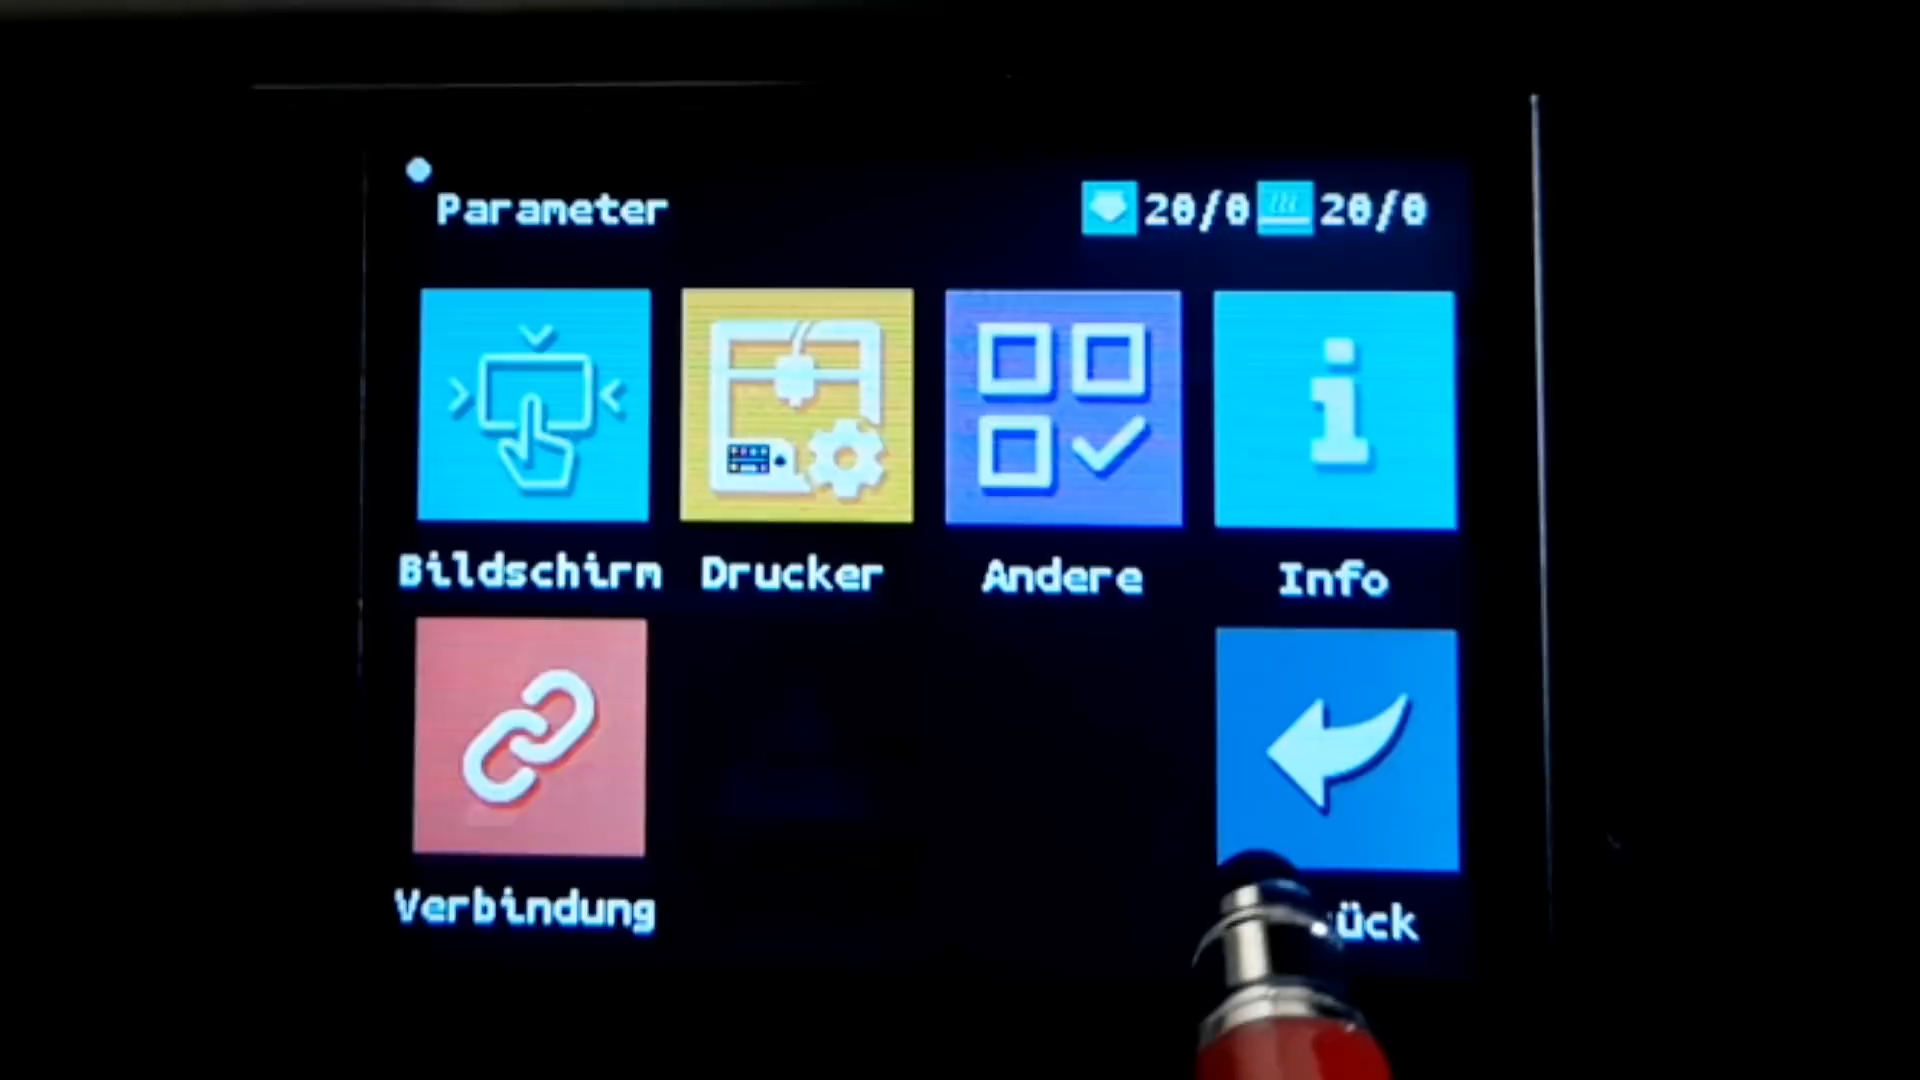 Parameter 20/0 20/0
Bildschirm Drucker Andere Info
Verbindung ück